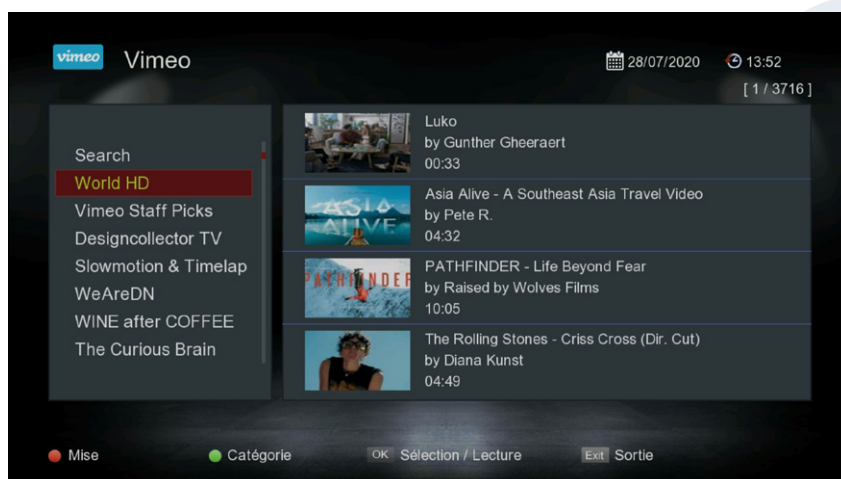 vimeo Vimeo
28/07/2020 13:52
[ 1 / 3716 ]
Search
World HD
Vimeo Staff Picks
Designcollector TV
Slowmotion & Timelap
WeAreDN
WINE after COFFEE
The Curious Brain
Luko
by Gunther Gheeraert
00:33
ASIA
ALIVE
Asia Alive - A Southeast Asia Travel Video
by Pete R.
04:32
PATHFINDER
PATHFINDER - Life Beyond Fear
by Raised by Wolves Films
10:05
The Rolling Stones - Criss Cross (Dir. Cut)
by Diana Kunst
04:49
Mise Catégorie OK Sélection / Lecture Exit Sortie